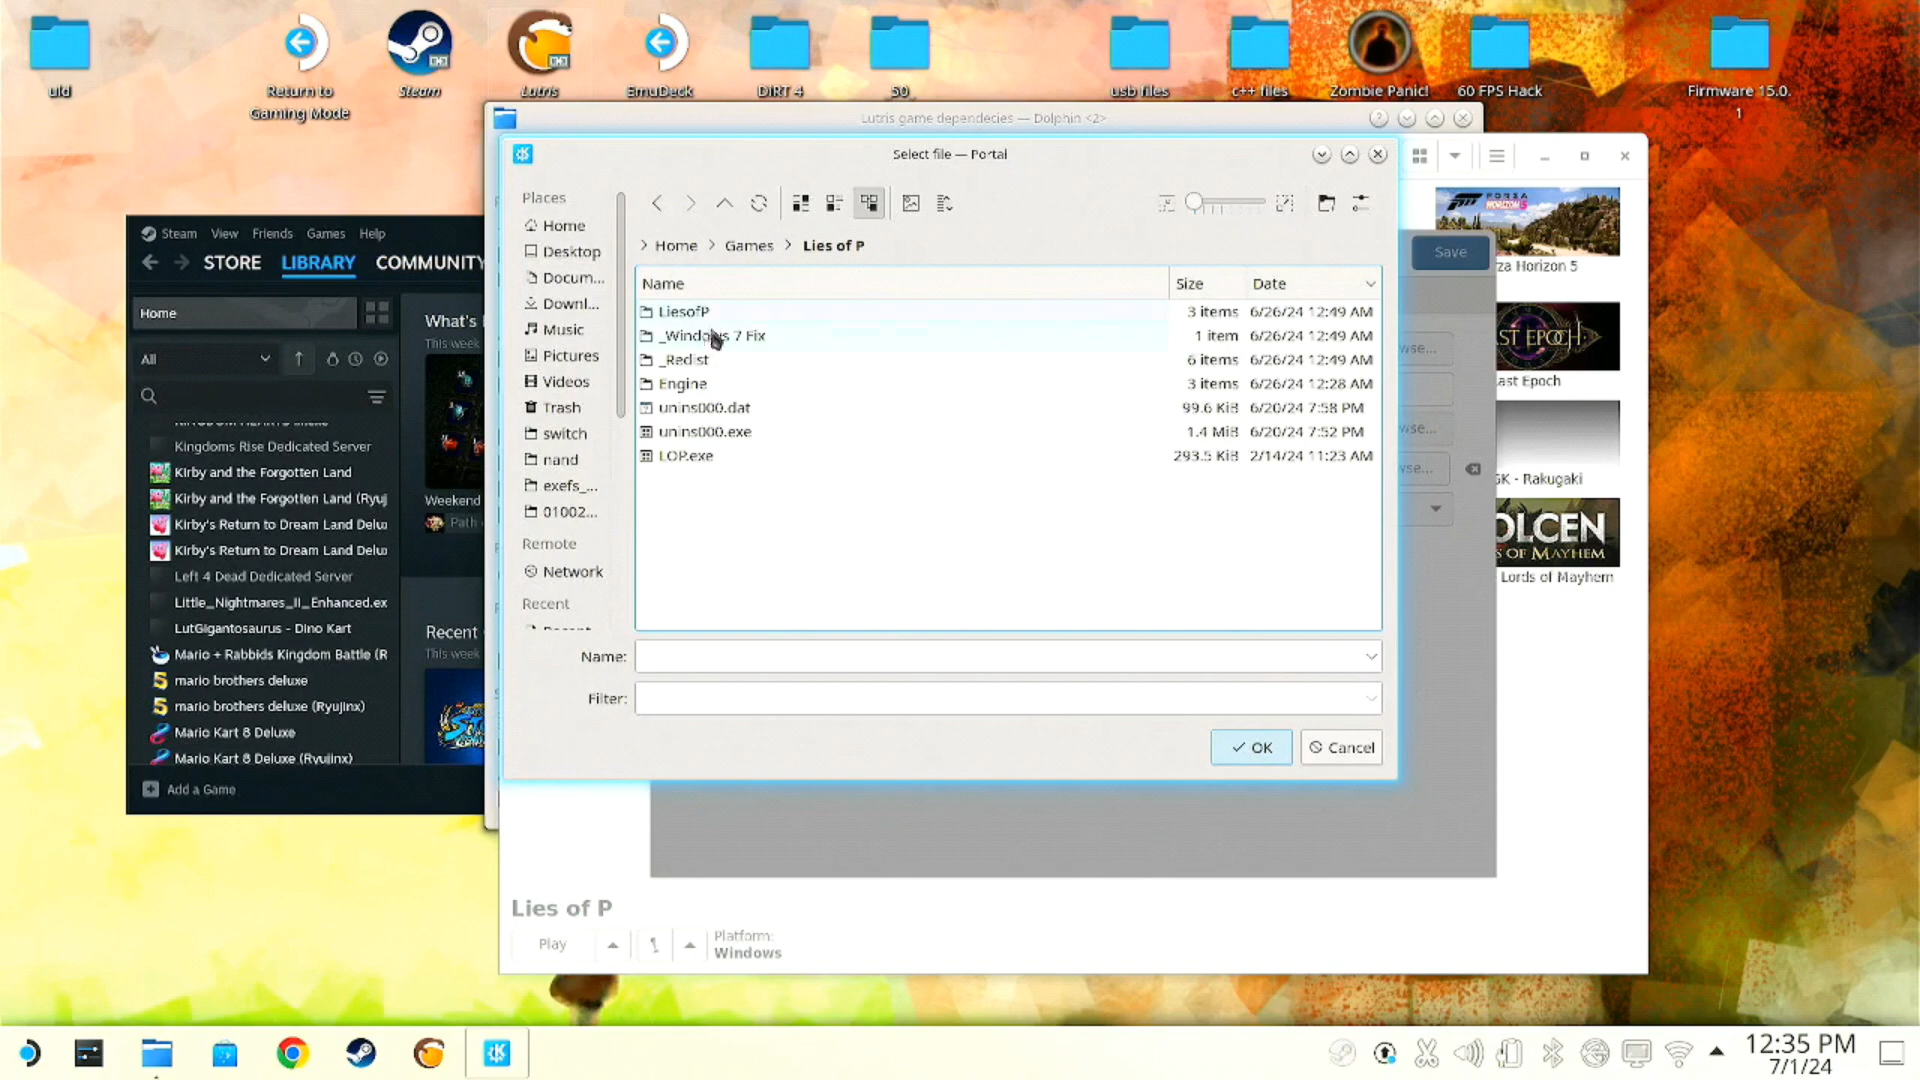 uld
Return to
Gaming Mode
Steam
Lutris
EmuDeck
DiRT 4
_50_
usb files
c++ files
Zombie Panic!
60 FPS Hack
Firmware 15.0.
1
Lutris game dependecies — Dolphin <2>
Select file — Portal
Steam View Friends Games Help
STORE LIBRARY COMMUNITY
Home
All
Kingdoms Rise Dedicated Server
Kirby and the Forgotten Land
Kirby and the Forgotten Land (Ryuj
Kirby's Return to Dream Land Delu
Kirby's Return to Dream Land Delu
Left 4 Dead Dedicated Server
Little_Nightmares_II_Enhanced.ex
LutGigantosaurus - Dino Kart
Mario + Rabbids Kingdom Battle (R
mario brothers deluxe
mario brothers deluxe (Ryujinx)
Mario Kart 8 Deluxe
Mario Kart 8 Deluxe (Ryujinx)
Add a Game
What's
This week
Weekend
Path
Recent
This week
Places
Home
Desktop
Docum...
Downl...
Music
Pictures
Videos
Trash
switch
nand
exefs_...
01002...
Remote
Network
Recent
> Home > Games > Lies of P
Name Size Date
LiesofP 3 items 6/26/24 12:49 AM
_Windows 7 Fix 1 item 6/26/24 12:49 AM
_Redist 6 items 6/26/24 12:49 AM
Engine 3 items 6/26/24 12:28 AM
unins000.dat 99.6 KiB 6/20/24 7:58 PM
unins000.exe 1.4 MiB 6/20/24 7:52 PM
LOP.exe 293.5 KiB 2/14/24 11:23 AM
Name:
Filter:
OK
Cancel
Save
wse...
wse...
wse...
FORZA
HORIZON 5
za Horizon 5
ST EPOCH
ast Epoch
GK - Rakugaki
OLCEN
S OF MAYHEM
Lords of Mayhem
Lies of P
Play
Platform:
Windows
12:35 PM
7/1/24